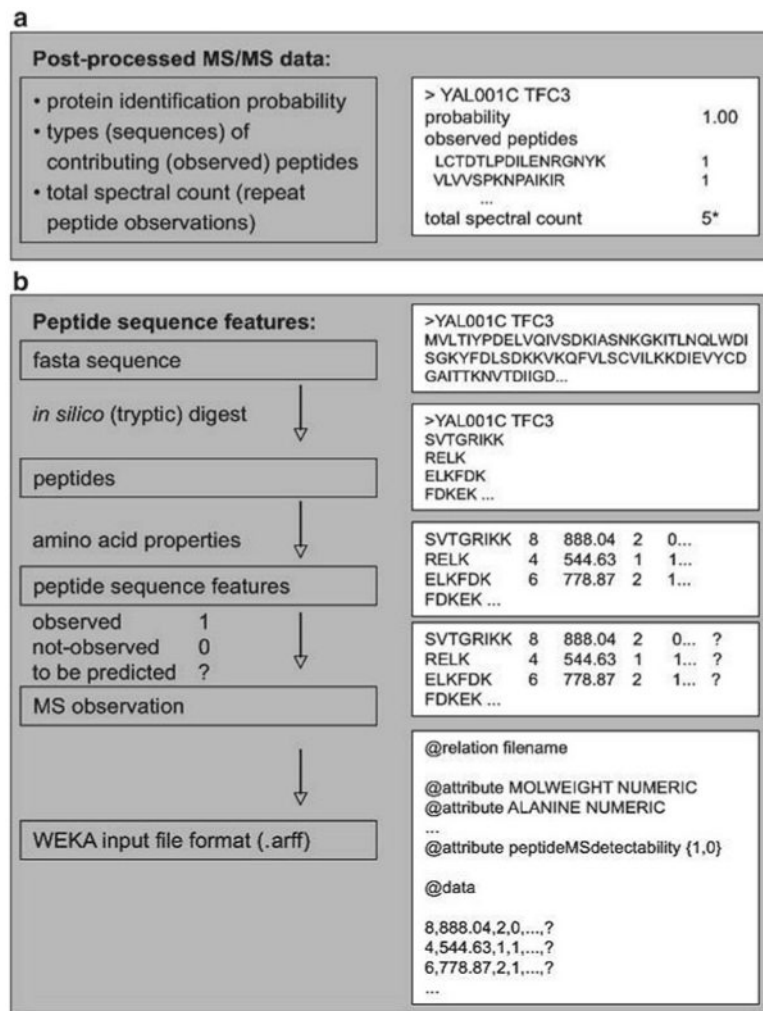 a
Post-processed MS/MS data:
• protein identification probability
• types (sequences) of
contributing (observed) peptides
• total spectral count (repeat
peptide observations)
> YAL001C TFC3
probability 1.00
observed peptides
LCTDTLPDILENRGNYK 1
VLVVSPKNPAIKIR 1
...
total spectral count 5*
b
Peptide sequence features:
fasta sequence
in silico (tryptic) digest
peptides
amino acid properties
peptide sequence features
observed 1
not-observed 0
to be predicted ?
MS observation
WEKA input file format (.arff)
>YAL001C TFC3
MVLTIYPDELVQIVSDKIASNKGKITLNQLWDI
SGKYFDLSDKKVKQFVLSCVILKKDIEVYCD
GAITTKNVTDIIGD...
>YAL001C TFC3
SVTGRIKK
RELK
ELKFDK
FDKEK ...
SVTGRIKK 8 888.04 2 0...
RELK 4 544.63 1 1...
ELKFDK 6 778.87 2 1...
FDKEK ...
SVTGRIKK 8 888.04 2 0... ?
RELK 4 544.63 1 1... ?
ELKFDK 6 778.87 2 1... ?
FDKEK ...
@relation filename
@attribute MOLWEIGHT NUMERIC
@attribute ALANINE NUMERIC
...
@attribute peptideMSdetectability {1,0}
@data
8,888.04,2,0,...,?
4,544.63,1,1,...,?
6,778.87,2,1,...,?
...